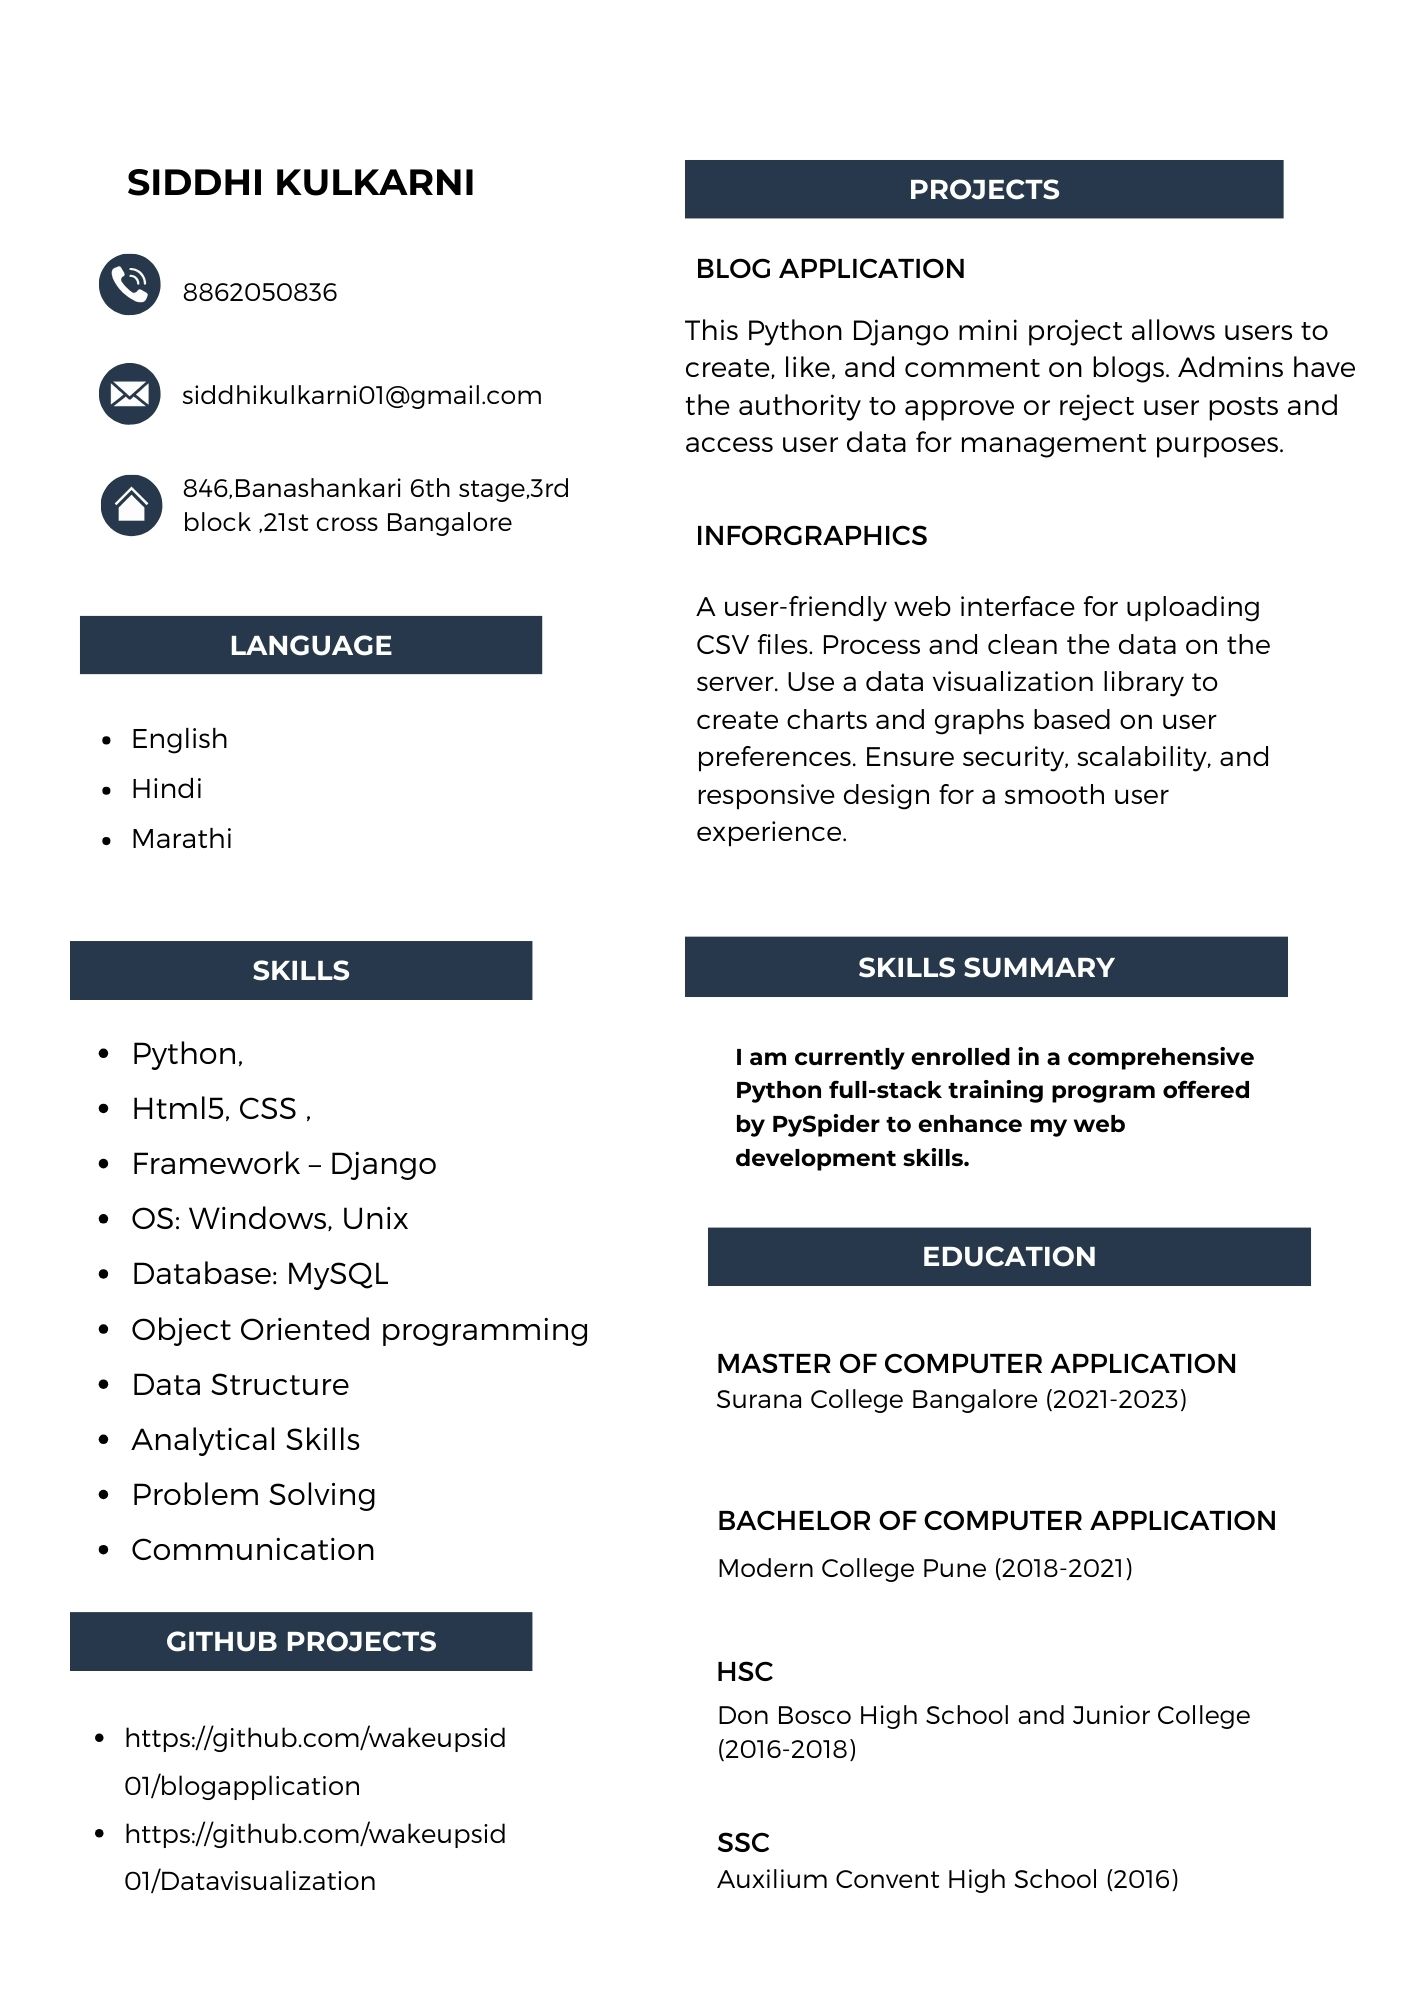 SIDDHI KULKARNI
8862050836
siddhikulkarni01@gmail.com
846,Banashankari 6th stage,3rd
block ,21st cross Bangalore
LANGUAGE
English
Hindi
Marathi
SKILLS
Python,
Html5, CSS ,
Framework – Django
OS: Windows, Unix
Database: MySQL
Object Oriented programming
Data Structure
Analytical Skills
Problem Solving
Communication
GITHUB PROJECTS
https://github.com/wakeupsid
01/blogapplication
https://github.com/wakeupsid
01/Datavisualization
PROJECTS
BLOG APPLICATION
This Python Django mini project allows users to
create, like, and comment on blogs. Admins have
the authority to approve or reject user posts and
access user data for management purposes.
INFORGRAPHICS
A user-friendly web interface for uploading
CSV files. Process and clean the data on the
server. Use a data visualization library to
create charts and graphs based on user
preferences. Ensure security, scalability, and
responsive design for a smooth user
experience.
SKILLS SUMMARY
I am currently enrolled in a comprehensive
Python full-stack training program offered
by PySpider to enhance my web
development skills.
EDUCATION
MASTER OF COMPUTER APPLICATION
Surana College Bangalore (2021-2023)
BACHELOR OF COMPUTER APPLICATION
Modern College Pune (2018-2021)
HSC
Don Bosco High School and Junior College
(2016-2018)
SSC
Auxilium Convent High School (2016)